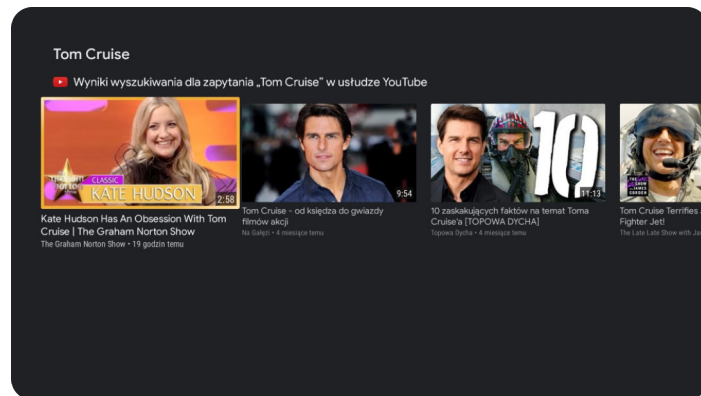 Tom Cruise
Wyniki wyszukiwania dla zapytania „Tom Cruise” w usłudze YouTube
CLASSIC
KATE HUDSON
2:58
9:54
10
11:13
Kate Hudson Has An Obsession With Tom
Cruise | The Graham Norton Show
The Graham Norton Show • 19 godzin temu
Tom Cruise - od księdza do gwiazdy
filmów akcji
Na Gałęzi • 4 miesiące temu
10 zaskakujących faktów na temat Toma
Cruise'a [TOPOWA DYCHA]
Topowa Dycha • 4 miesiące temu
Tom Cruise Terrifies
Fighter Jet!
The Late Late Show with